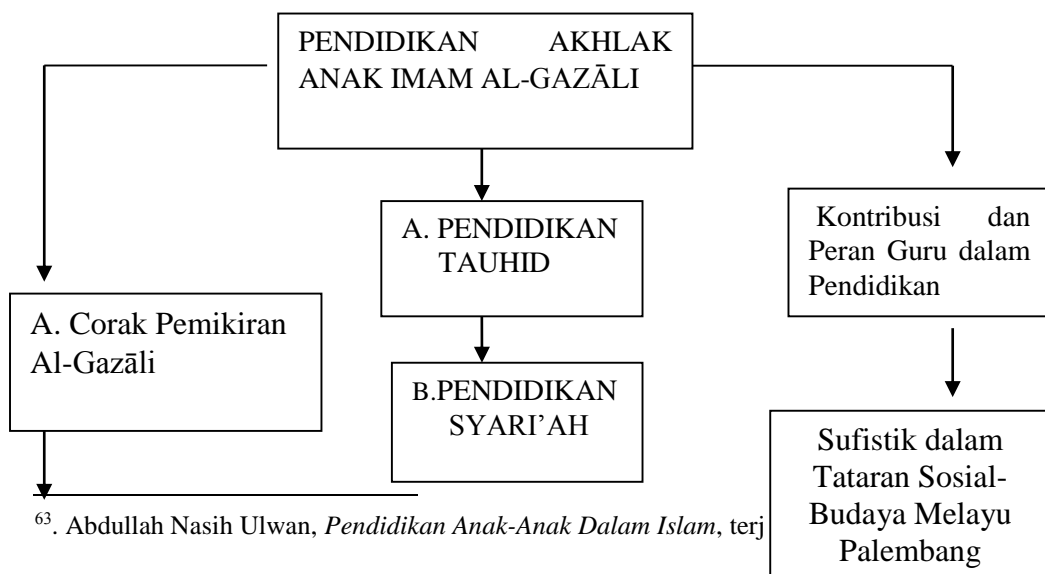 PENDIDIKAN AKHLAK
ANAK IMAM AL-GAZĀLI
A. Corak Pemikiran
Al-Gazāli
A. PENDIDIKAN
TAUHID
B.PENDIDIKAN
SYARI’AH
Kontribusi dan
Peran Guru dalam
Pendidikan
Sufistik dalam
Tataran Sosial-
Budaya Melayu
Palembang
63. Abdullah Nasih Ulwan, Pendidikan Anak-Anak Dalam Islam, terj